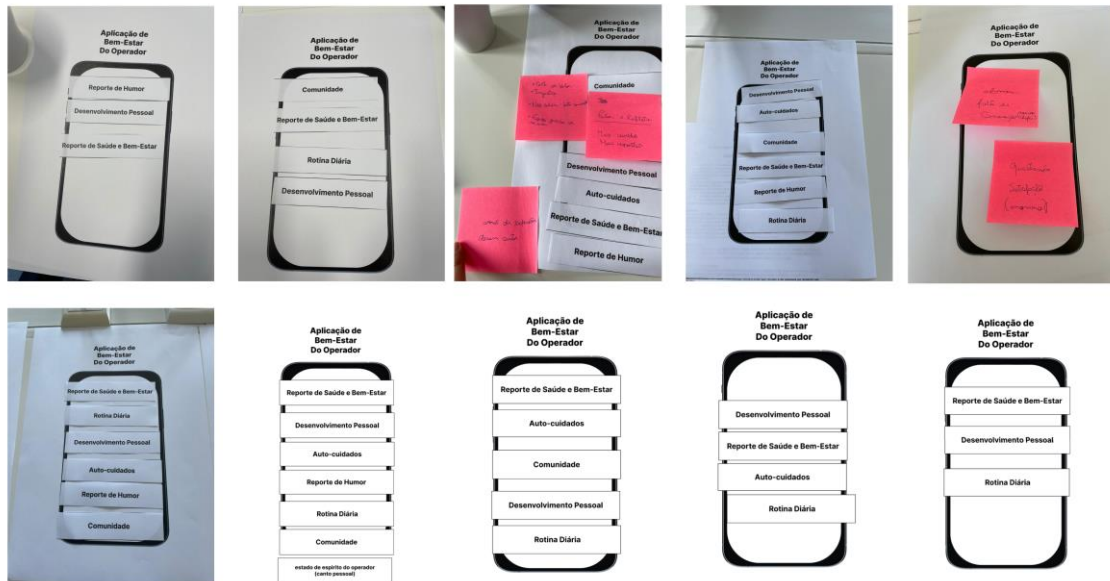 Aplicação de
Bem-Estar
Do Operador
Reporte de Humor
Desenvolvimento Pessoal
Reporte de Saúde e Bem-Estar
Aplicação de
Bem-Estar
Do Operador
Comunidade
Reporte de Saúde e Bem-Estar
Rotina Diária
Desenvolvimento Pessoal
Aplicação de
Bem-Estar
Do Operador
Comunidade
Desenvolvimento Pessoal
Auto-cuidados
Reporte de Saúde e Bem-Esta
Reporte de Humor
Aplicação de
Bem-Estar
Do Operador
Desenvolvimento Pessoal
Auto-cuidados
Comunidade
Reporte de Saúde e Bem-Estar
Reporte de Humor
Rotina Diária
Aplicação de
Bem-Estar
Do Operador
Aplicação de
Bem-Estar
Do Operador
Reporte de Saúde e Bem-Estar
Rotina Diária
Desenvolvimento Pessoal
Auto-cuidados
Reporte de Humor
Comunidade
Aplicação de
Bem-Estar
Do Operador
Reporte de Saúde e Bem-Estar
Desenvolvimento Pessoal
Auto-cuidados
Reporte de Humor
Rotina Diária
Comunidade
estado de espirito do operador
(canto pessoal)
Aplicação de
Bem-Estar
Do Operador
Reporte de Saúde e Bem-Estar
Auto-cuidados
Comunidade
Desenvolvimento Pessoal
Rotina Diária
Aplicação de
Bem-Estar
Do Operador
Desenvolvimento Pessoal
Reporte de Saúde e Bem-Estar
Auto-cuidados
Rotina Diária
Aplicação de
Bem-Estar
Do Operador
Reporte de Saúde e Bem-Estar
Desenvolvimento Pessoal
Rotina Diária